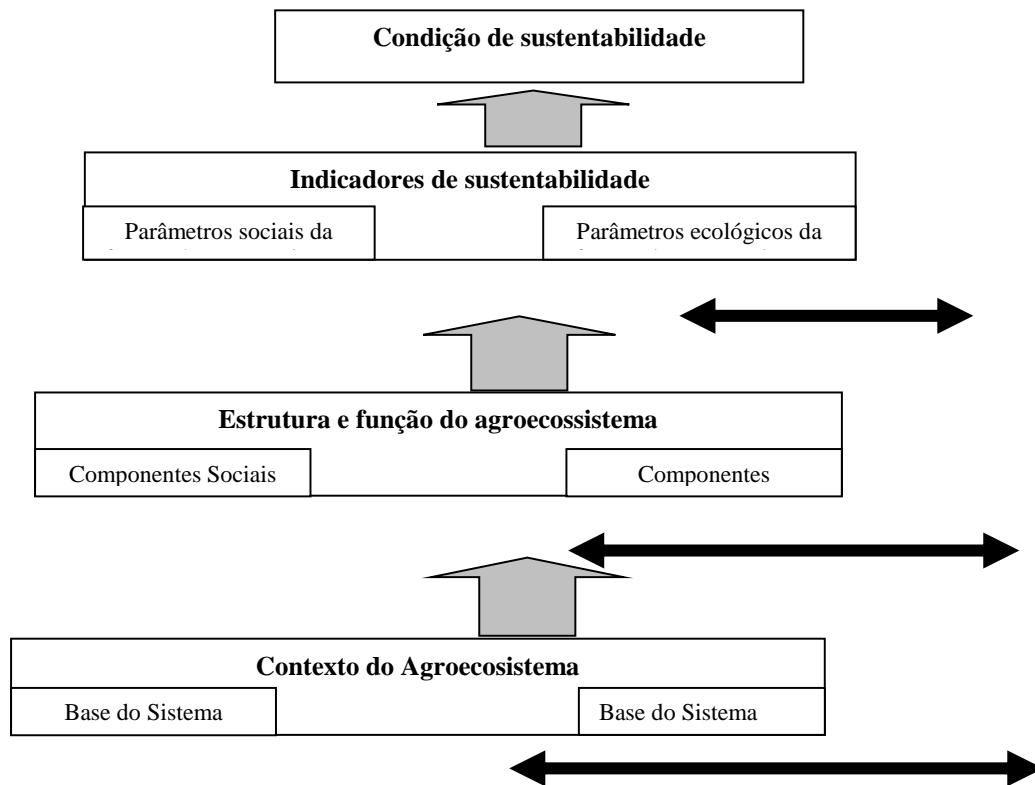 Condição de sustentabilidade
Indicadores de sustentabilidade
Parâmetros sociais da
Parâmetros ecológicos da
Estrutura e função do agroecossistema
Componentes Sociais
Componentes
Contexto do Agroecosistema
Base do Sistema
Base do Sistema